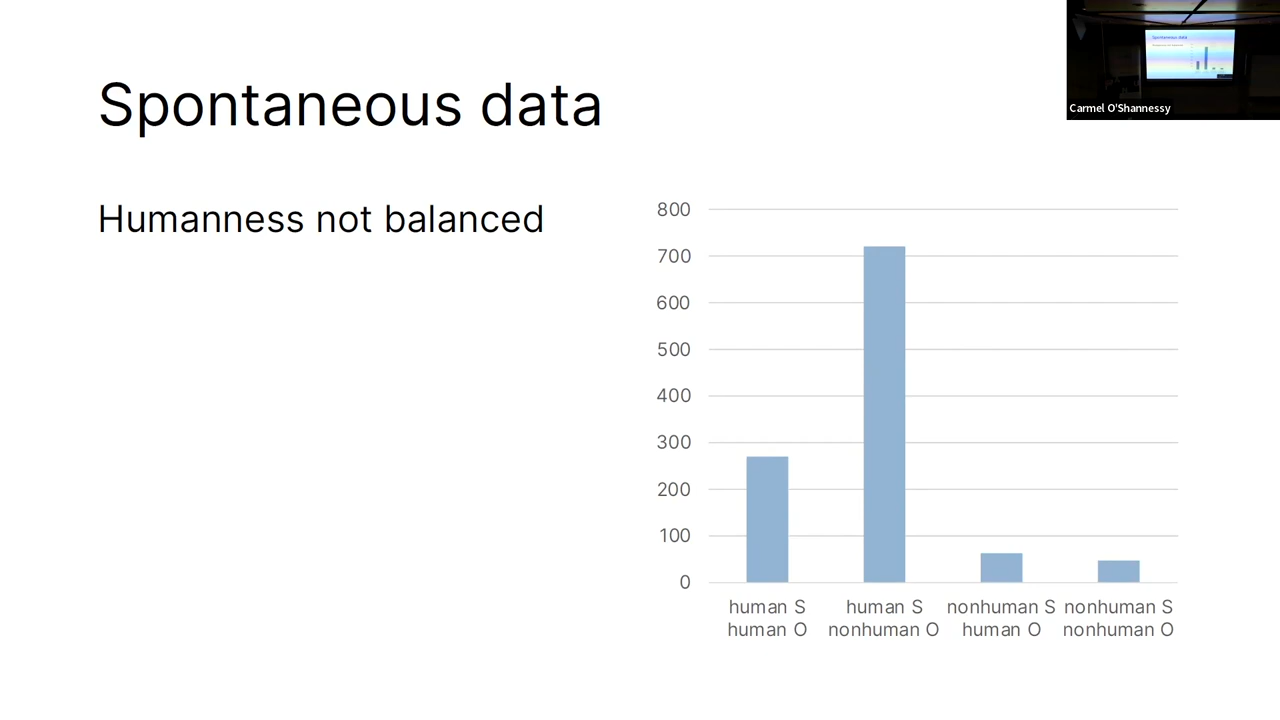 Spontaneous data
Carmel O'Shannessy
Humanness not balanced
800
700
600
500
400
300
200
100
0
human S human O
human S nonhuman O
nonhuman S human O
nonhuman S nonhuman O